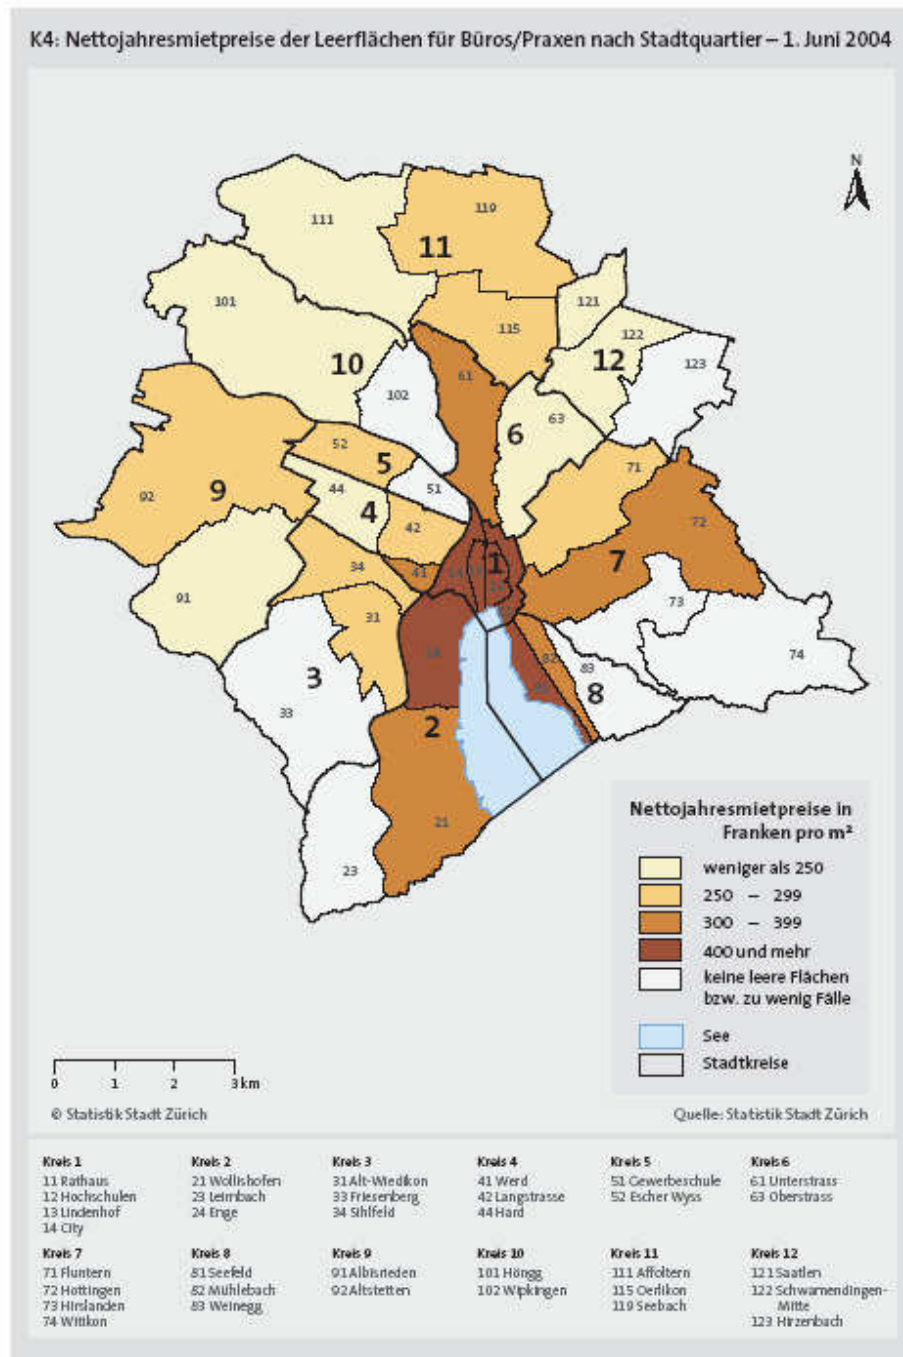 K4: Nettojahresmietpreise der Leerflächen für Büros/Praxen nach Stadtquartier – 1. Juni 2004
N
111
119
11
101
121
115
122
12
123
10
61
102
6
63
52
5
71
44
51
9
92
4
42
72
7
1
34
41
91
31
73
82
83
74
3
8
33
2
21
23
Nettojahresmietpreise in
Franken pro m²
weniger als 250
250 – 299
300 – 399
400 und mehr
keine leere Flächen
bzw. zu wenig Fälle
See
Stadtkreise
0 1 2 3 km
© Statistik Stadt Zürich
Quelle: Statistik Stadt Zürich
Kreis 1
11 Rathaus
12 Hochschulen
13 Lindenhof
14 City
Kreis 2
21 Wollishofen
23 Leimbach
24 Enge
Kreis 3
31 Alt-Wiedikon
33 Friesenberg
34 Sihlfeld
Kreis 4
41 Werd
42 Langstrasse
44 Hard
Kreis 5
51 Gewerbeschule
52 Escher Wyss
Kreis 6
61 Unterstrass
63 Oberstrass
Kreis 7
71 Fluntern
72 Hottingen
73 Hirslanden
74 Witikon
Kreis 8
81 Seefeld
82 Mühlebach
83 Weinegg
Kreis 9
91 Albisrieden
92 Altstetten
Kreis 10
101 Höngg
102 Wipkingen
Kreis 11
111 Affoltern
115 Oerlikon
119 Seebach
Kreis 12
121 Saatlen
122 Schwamendingen-
Mitte
123 Hirzenbach